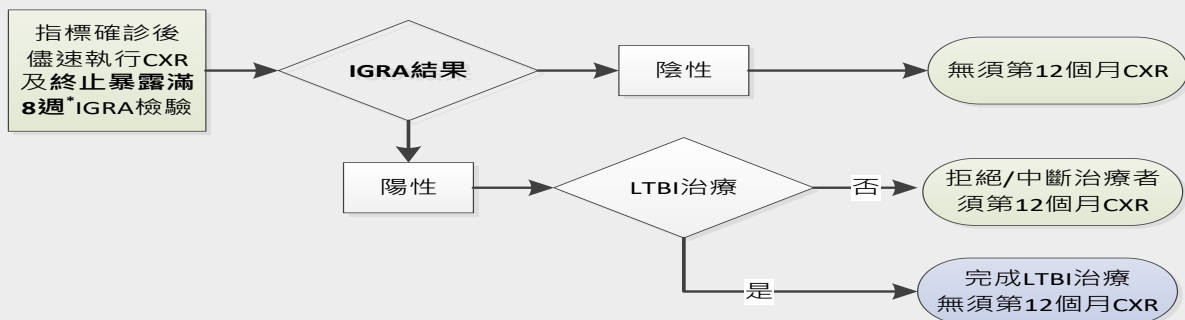 指標確診後
儘速執行CXR
及終止暴露滿
8週*IGRA檢驗
IGRA結果
陰性
無須第12個月CXR
陽性
LTBI治療
否
拒絕/中斷治療者
須第12個月CXR
是
完成LTBI治療
無須第12個月CXR